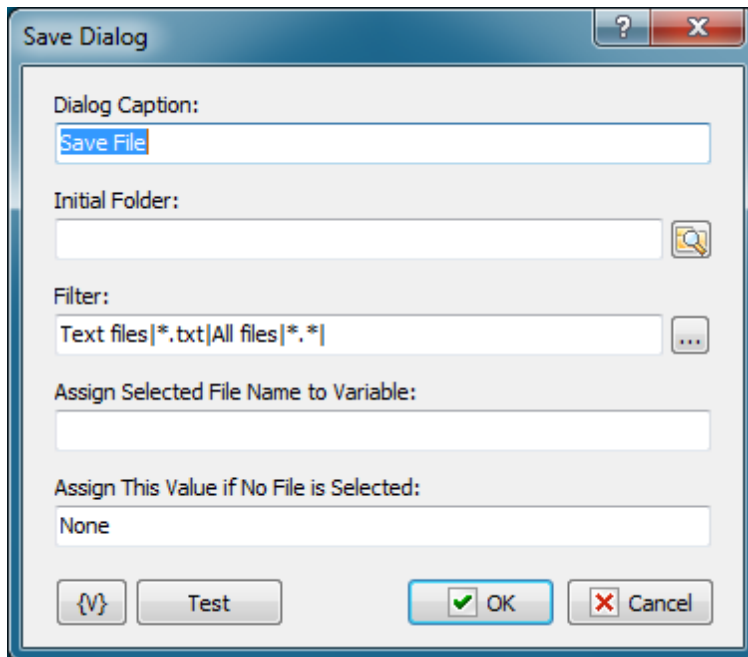 Save Dialog
?
Dialog Caption:
Save File
Initial Folder:
Filter:
Text files|*.txt|All files|*.*|
...
Assign Selected File Name to Variable:
Assign This Value if No File is Selected:
None
{V} Test OK Cancel